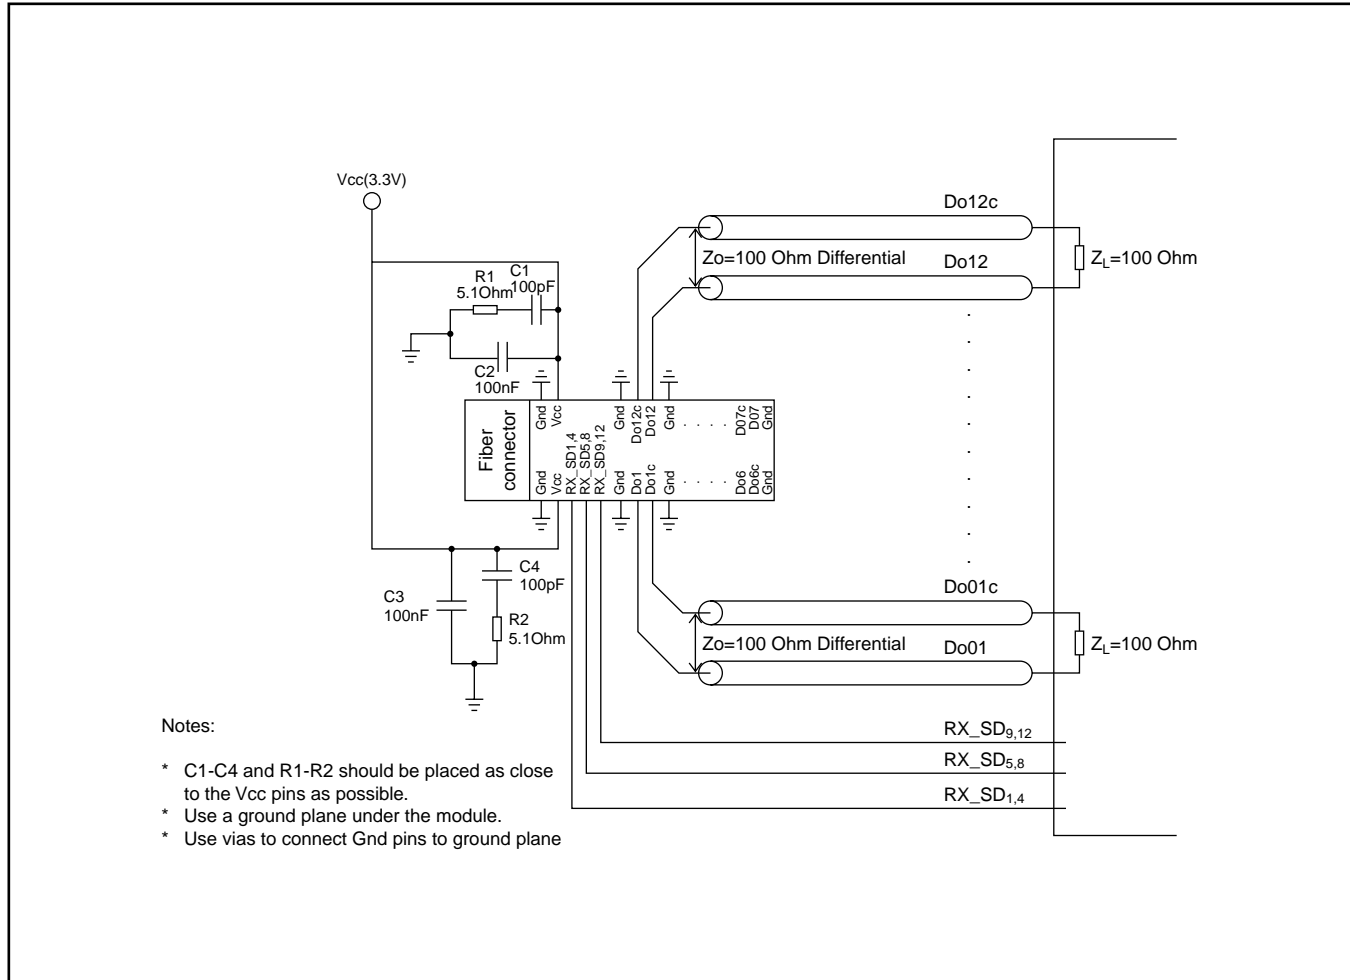 Vcc(3.3V)
R1
5.1Ohm
C1
100pF
C2
100nF
Do12c
Zo=100 Ohm Differential
Do12
ZL=100 Ohm
Fiber
connector
Gnd
Vcc
Gnd
Do12c
Do12
Gnd
. . . .
D07c
D07
Gnd
Gnd
Vcc
RX_SD1,4
RX_SD5,8
RX_SD9,12
Gnd
Do1
Do1c
Gnd
. . . .
Do6
Do6c
Gnd
C4
100pF
C3
100nF
R2
5.1Ohm
Do01c
Zo=100 Ohm Differential
Do01
ZL=100 Ohm
RX_SD9,12
RX_SD5,8
RX_SD1,4
Notes:
* C1-C4 and R1-R2 should be placed as close
to the Vcc pins as possible.
* Use a ground plane under the module.
* Use vias to connect Gnd pins to ground plane